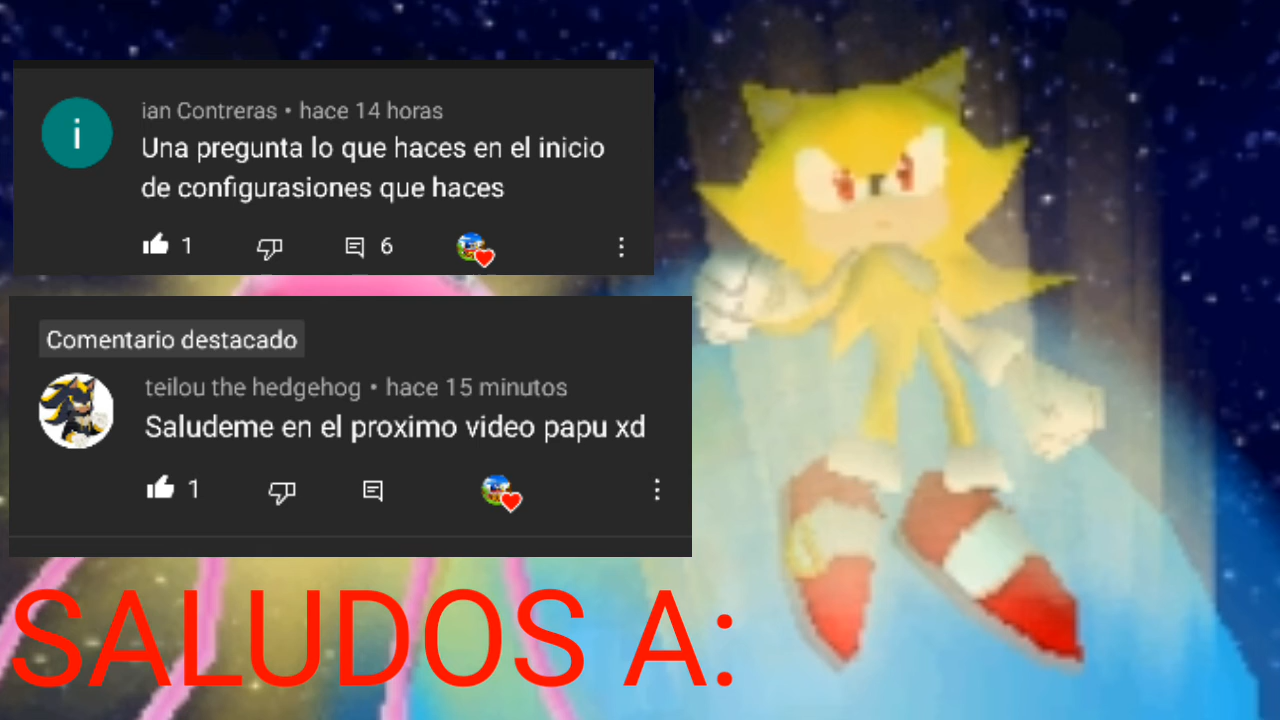 ian Contreras • hace 14 horas
Una pregunta lo que haces en el inicio
de configurasiones que haces
1
6
Comentario destacado
teilou the hedgehog • hace 15 minutos
Saludeme en el proximo video papu xd
1
SALUDOS A: